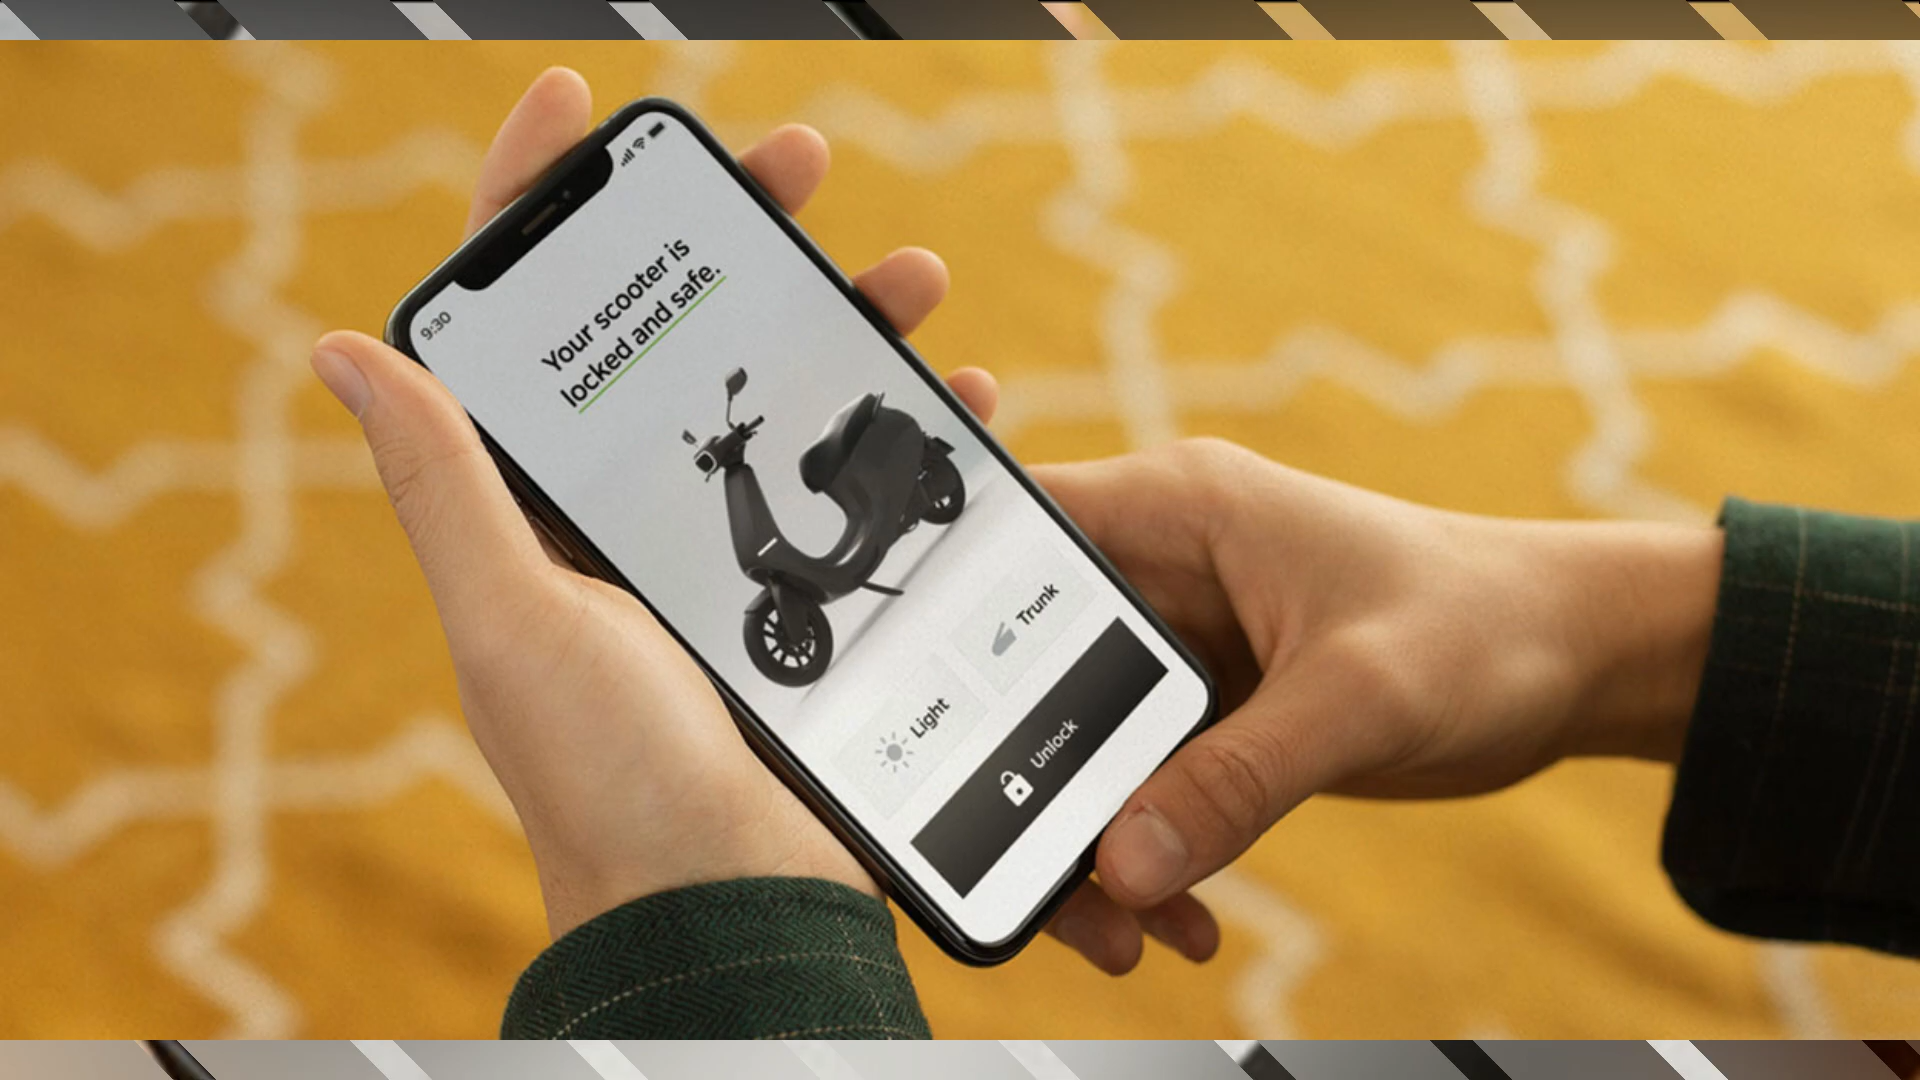 9:30
Your scooter is
locked and safe.
Light
Trunk
Unlock